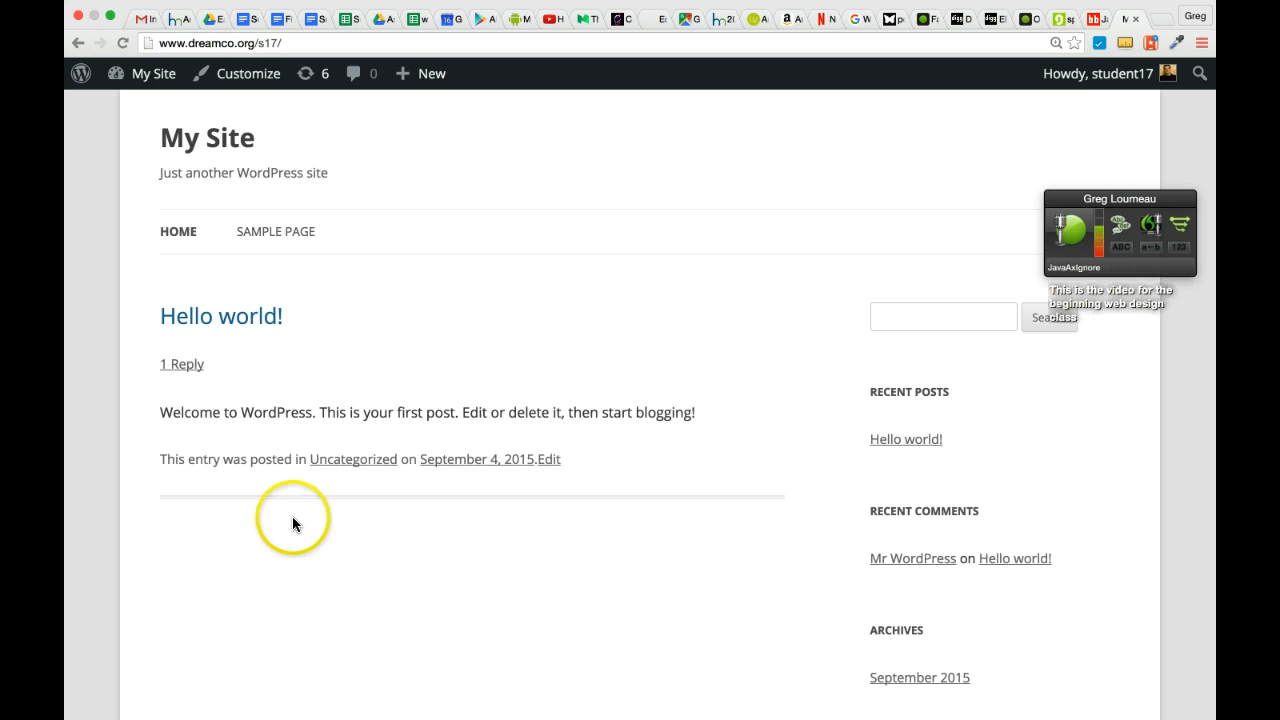 Greg
www.dreamco.org/s17/
My Site Customize 6 0 New Howdy, student17
My Site
Just another WordPress site
HOME SAMPLE PAGE
Greg Loumeau
ABC a←b 123
JavaAxIgnore
This is the video for the
beginning web design
class
Hello world!
1 Reply
Welcome to WordPress. This is your first post. Edit or delete it, then start blogging!
This entry was posted in Uncategorized on September 4, 2015.Edit
RECENT POSTS
Hello world!
RECENT COMMENTS
Mr WordPress on Hello world!
ARCHIVES
September 2015